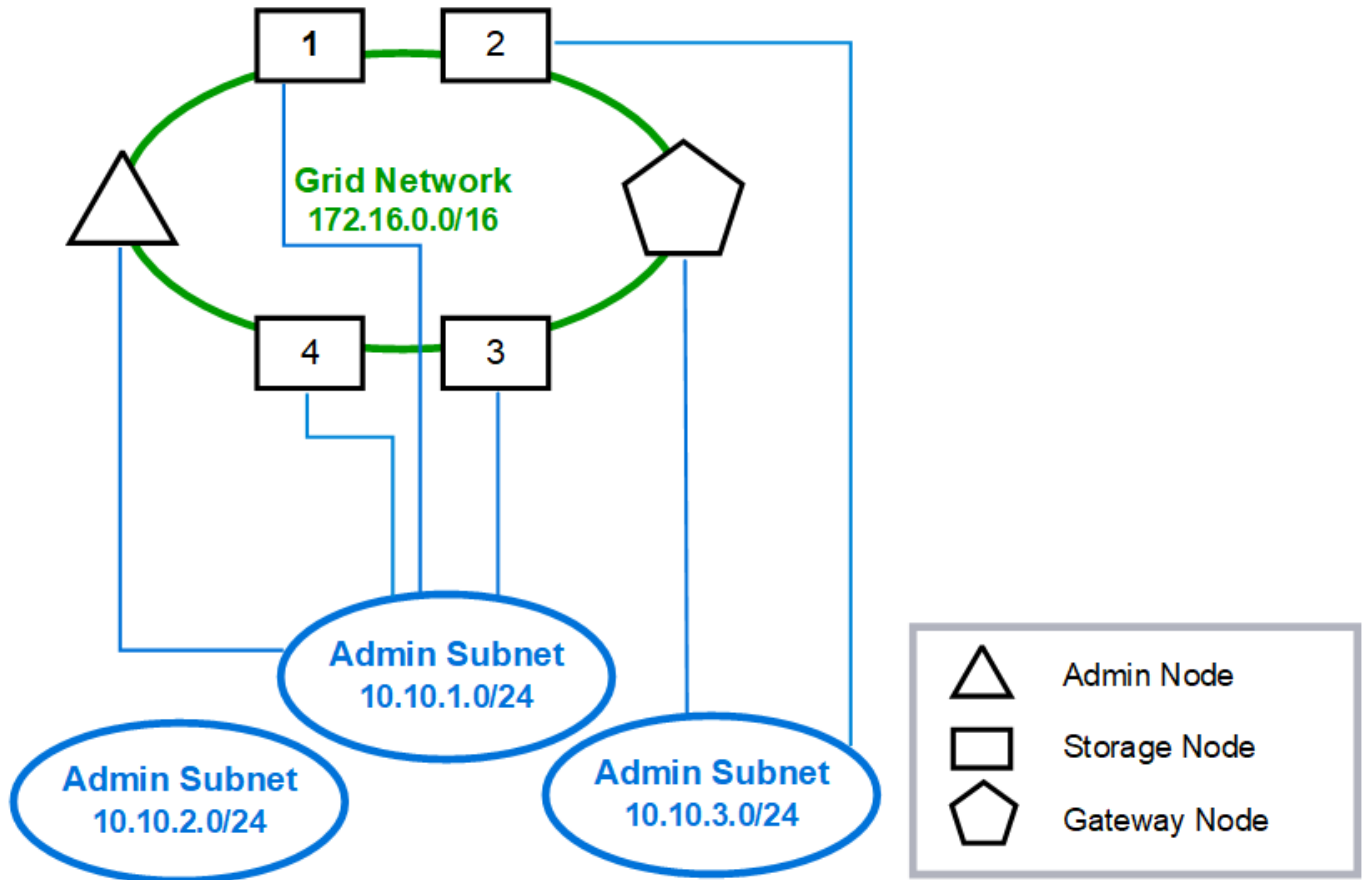 1
2
Grid Network
172.16.0.0/16
4
3
Admin Subnet
10.10.1.0/24
Admin Subnet
10.10.2.0/24
Admin Subnet
10.10.3.0/24
Admin Node
Storage Node
Gateway Node